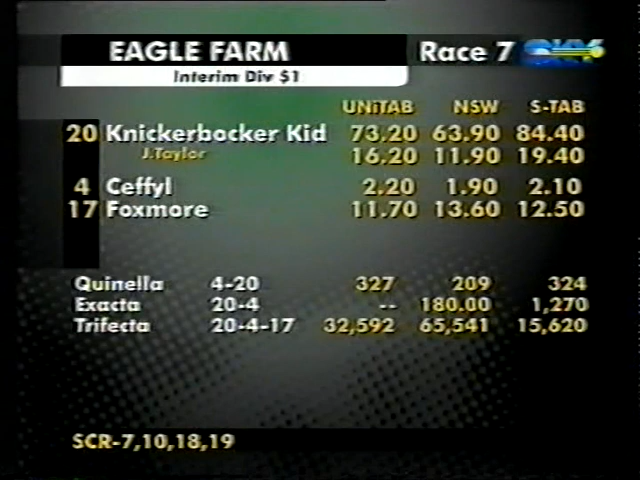 EAGLE FARM Race 7 SKY
Interim Div $1
UNiTAB NSW S-TAB
20 Knickerbocker Kid 73.20 63.90 84.40
J.Taylor 16.20 11.90 19.40
4 Ceffyl 2.20 1.90 2.10
17 Foxmore 11.70 13.60 12.50
Quinella 4-20 327 209 324
Exacta 20-4 -- 180.00 1,270
Trifecta 20-4-17 32,592 65,541 15,620
SCR-7,10,18,19